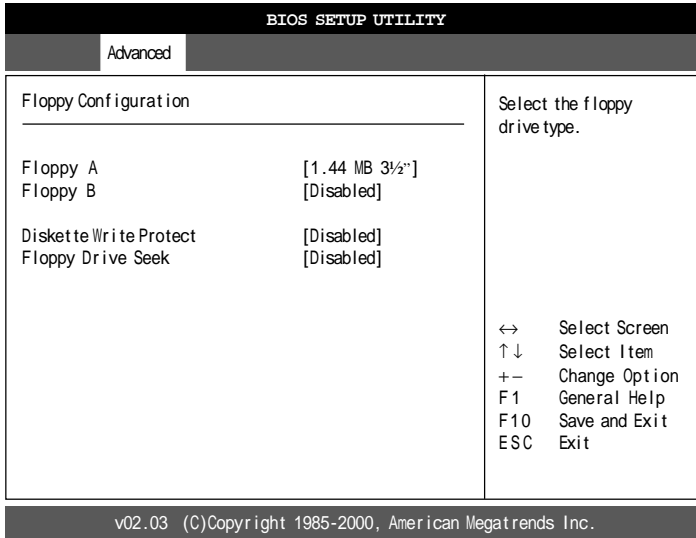 BIOS SETUP UTILITY
Advanced
Floppy Configuration
Floppy A [1.44 MB 3½”]
Floppy B [Disabled]
Diskette Write Protect [Disabled]
Floppy Drive Seek [Disabled]
Select the floppy
drive type.
↔ Select Screen
↑↓ Select Item
+− Change Option
F1 General Help
F10 Save and Exit
ESC Exit
v02.03 (C)Copyright 1985-2000, American Megatrends Inc.